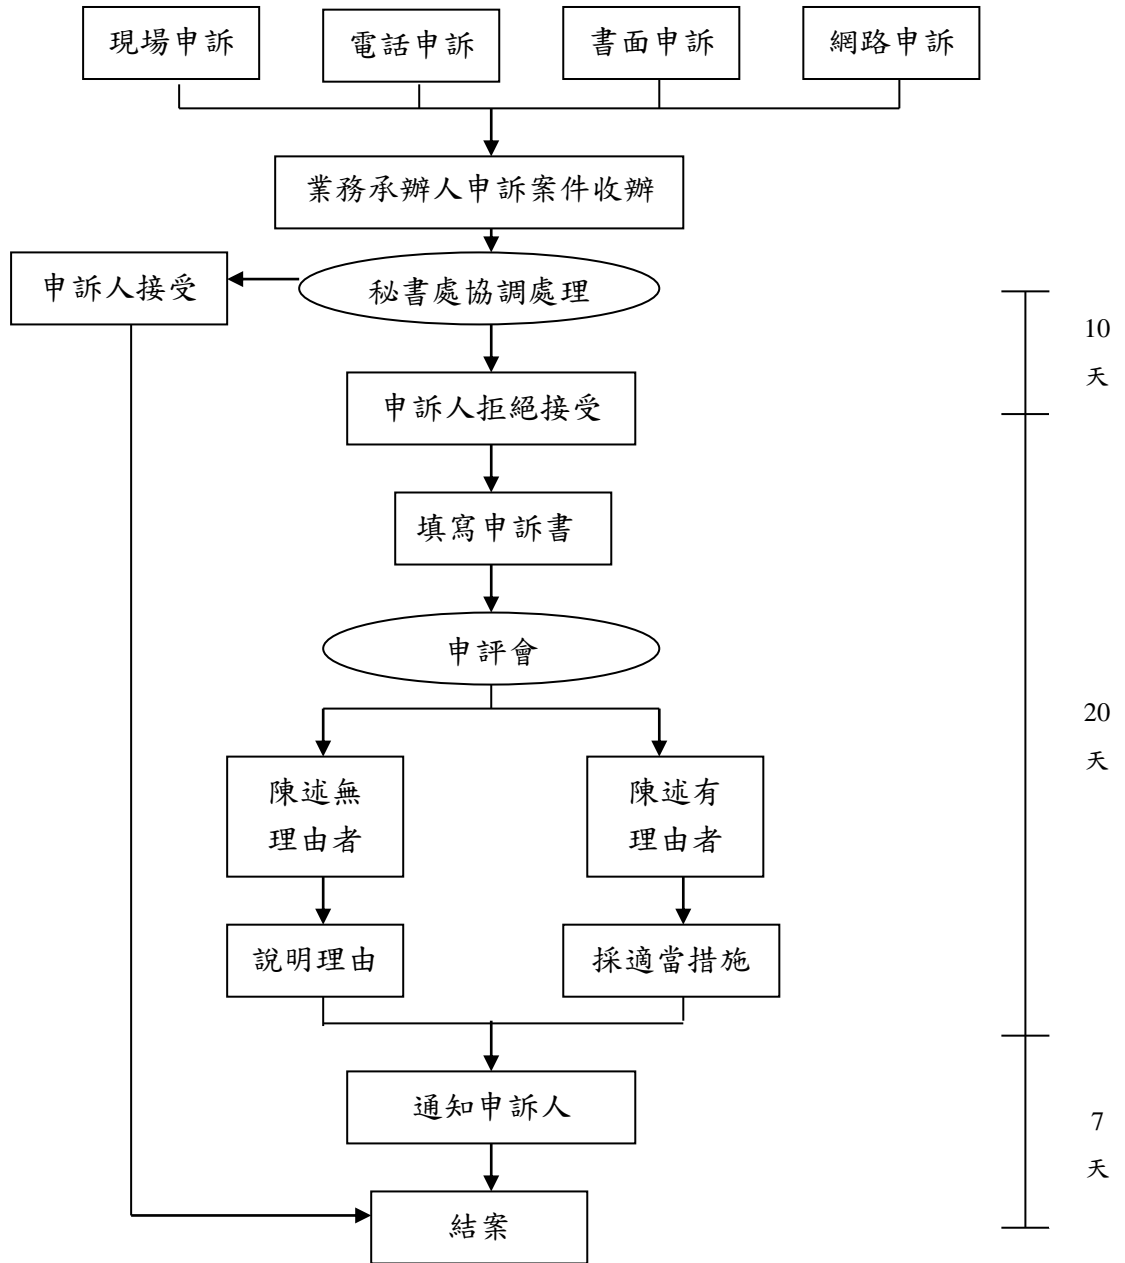 現場申訴
電話申訴
書面申訴
網路申訴
業務承辦人申訴案件收辦
申訴人接受
秘書處協調處理
10
天
申訴人拒絕接受
填寫申訴書
申評會
20
天
陳述無
理由者
陳述有
理由者
說明理由
採適當措施
通知申訴人
7
天
結案